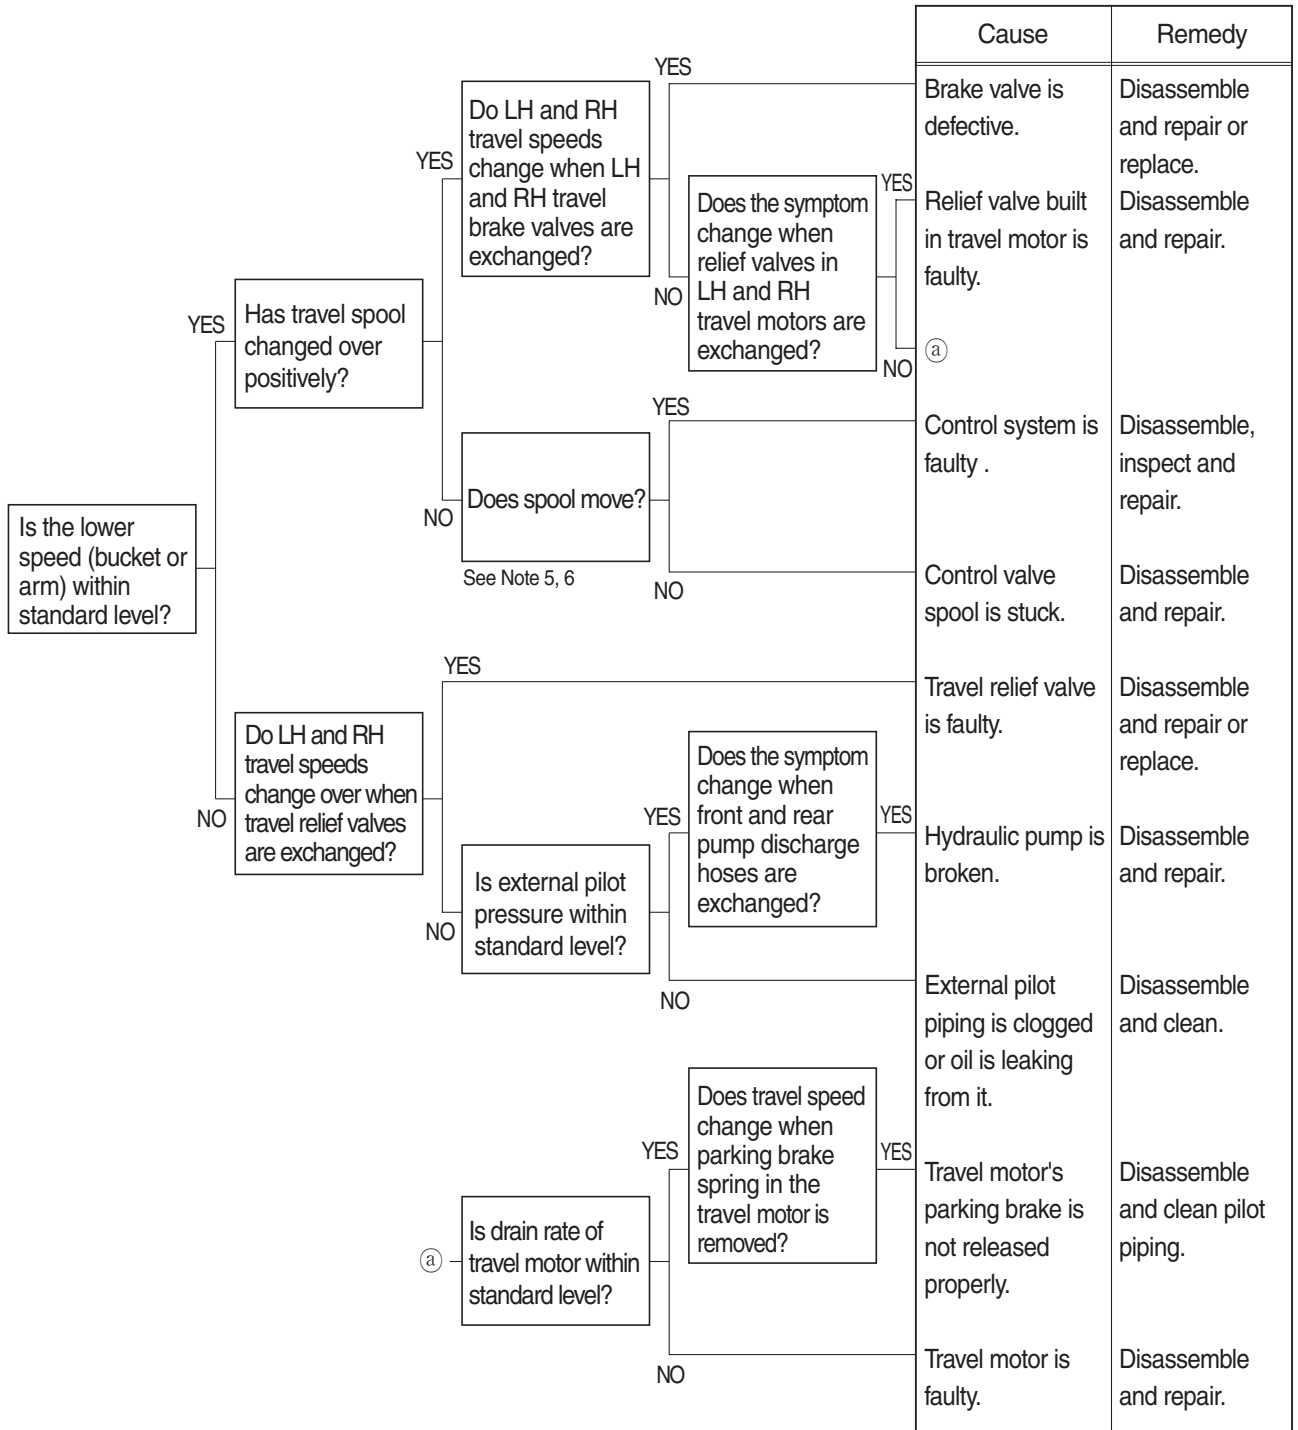 Cause
Remedy
YES
Do LH and RH
travel speeds
change when LH
and RH travel
brake valves are
exchanged?
Brake valve is
defective.
Disassemble
and repair or
replace.
YES
Does the symptom
change when
relief valves in
LH and RH
travel motors are
exchanged?
YES
NO
Relief valve built
in travel motor is
faulty.
Disassemble
and repair.
NO
ⓐ
YES
Has travel spool
changed over
positively?
YES
Control system is
faulty .
Disassemble,
inspect and
repair.
NO
Does spool move?
See Note 5, 6
NO
Control valve
spool is stuck.
Disassemble
and repair.
Is the lower
speed (bucket or
arm) within
standard level?
YES
Travel relief valve
is faulty.
Disassemble
and repair or
replace.
NO
Do LH and RH
travel speeds
change over when
travel relief valves
are exchanged?
YES
Does the symptom
change when
front and rear
pump discharge
hoses are
exchanged?
YES
Hydraulic pump is
broken.
Disassemble
and repair.
NO
Is external pilot
pressure within
standard level?
NO
External pilot
piping is clogged
or oil is leaking
from it.
Disassemble
and clean.
YES
Does travel speed
change when
parking brake
spring in the
travel motor is
removed?
YES
Travel motor's
parking brake is
not released
properly.
Disassemble
and clean pilot
piping.
ⓐ
Is drain rate of
travel motor within
standard level?
NO
Travel motor is
faulty.
Disassemble
and repair.